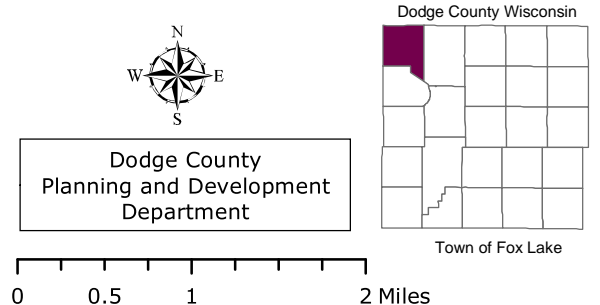 Dodge County Wisconsin
N
W E
S
Dodge County
Planning and Development
Department
Town of Fox Lake
0 0.5 1 2 Miles